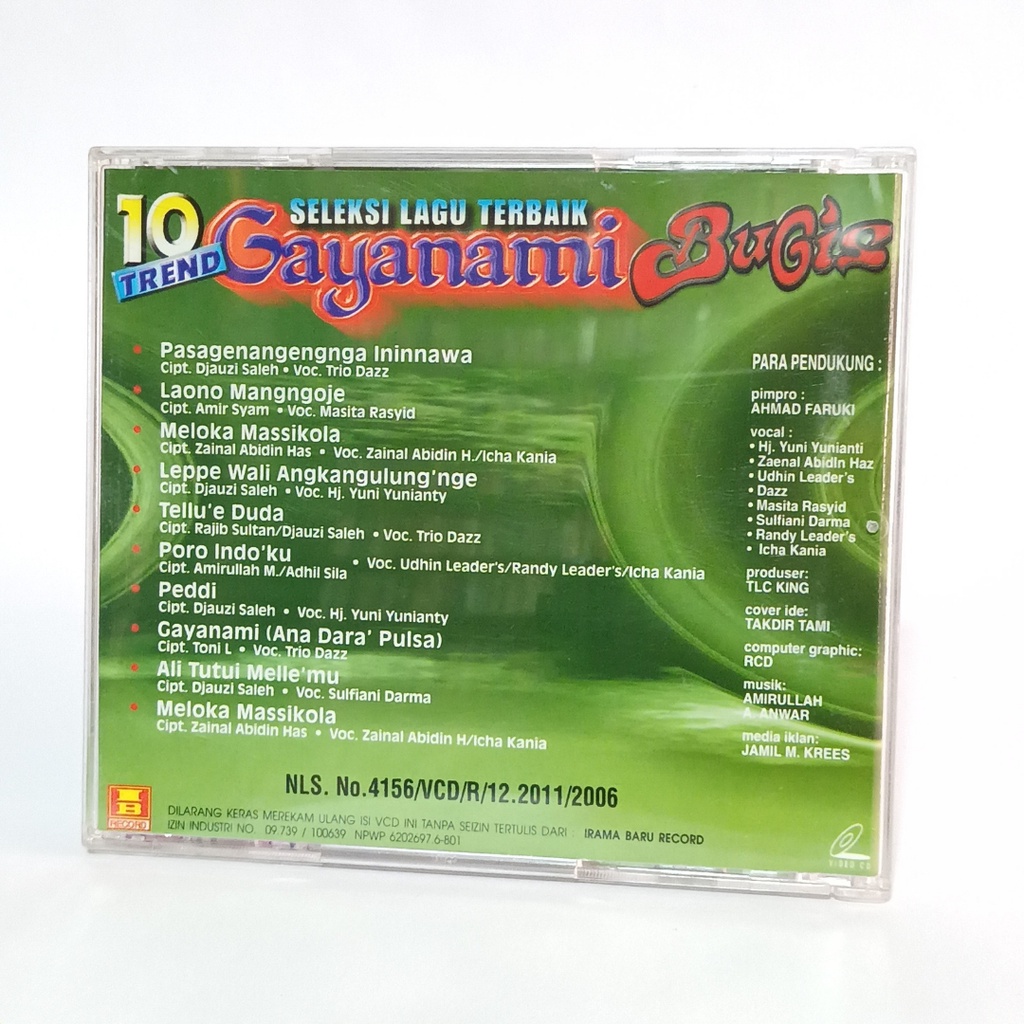 10
TREND
SELEKSI LAGU TERBAIK
Gayanami BuGis
• Pasagenangengnga Ininnawa
Cipt. Djauzi Saleh • Voc. Trio Dazz
• Laono Mangngoje
Cipt. Amir Syam • Voc. Masita Rasyid
• Meloka Massikola
Cipt. Zainal Abidin Has • Voc. Zainal Abidin H./Icha Kania
• Leppe Wali Angkangulung'nge
Cipt. Djauzi Saleh • Voc. Hj. Yuni Yunianty
• Tellu'e Duda
Cipt. Rajib Sultan/Djauzi Saleh • Voc. Trio Dazz
• Poro Indo'ku
Cipt. Amirullah M./Adhil Sila • Voc. Udhin Leader's/Randy Leader's/Icha Kania
• Peddi
Cipt. Djauzi Saleh • Voc. Hj. Yuni Yunianty
• Gayanami (Ana Dara' Pulsa)
Cipt. Toni L • Voc. Trio Dazz
• Ali Tutui Melle'mu
Cipt. Djauzi Saleh • Voc. Sulfiani Darma
• Meloka Massikola
Cipt. Zainal Abidin Has • Voc. Zainal Abidin H/Icha Kania
PARA PENDUKUNG :
pimpro :
AHMAD FARUKI
vocal :
• Hj. Yuni Yunianti
• Zaenal Abidin Haz
• Udhin Leader's
• Dazz
• Masita Rasyid
• Sulfiani Darma
• Randy Leader's
• Icha Kania
produser:
TLC KING
cover ide:
TAKDIR TAMI
computer graphic:
RCD
musik:
AMIRULLAH
A. ANWAR
media iklan:
JAMIL M. KREES
NLS. No.4156/VCD/R/12.2011/2006
IB
RECORD
DILARANG KERAS MEREKAM ULANG ISI VCD INI TANPA SEIZIN TERTULIS DARI : IRAMA BARU RECORD
IZIN INDUSTRI NO. 09.739 / 100639 NPWP 6202697.6-801
VIDEO CD